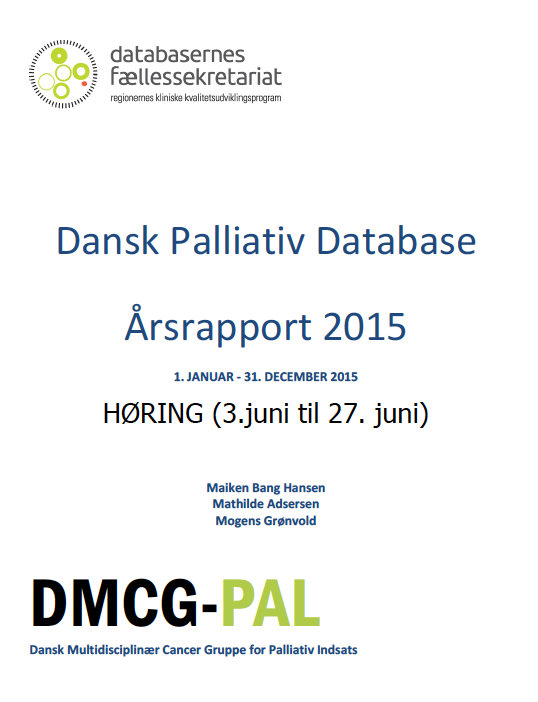 databasernes
fællessekretariat
regionernes kliniske kvalitetsudviklingsprogram
Dansk Palliativ Database
Årsrapport 2015
1. JANUAR - 31. DECEMBER 2015
HØRING (3.juni til 27. juni)
Maiken Bang Hansen
Mathilde Adsersen
Mogens Grønvold
DMCG-PAL
Dansk Multidisciplinær Cancer Gruppe for Palliativ Indsats